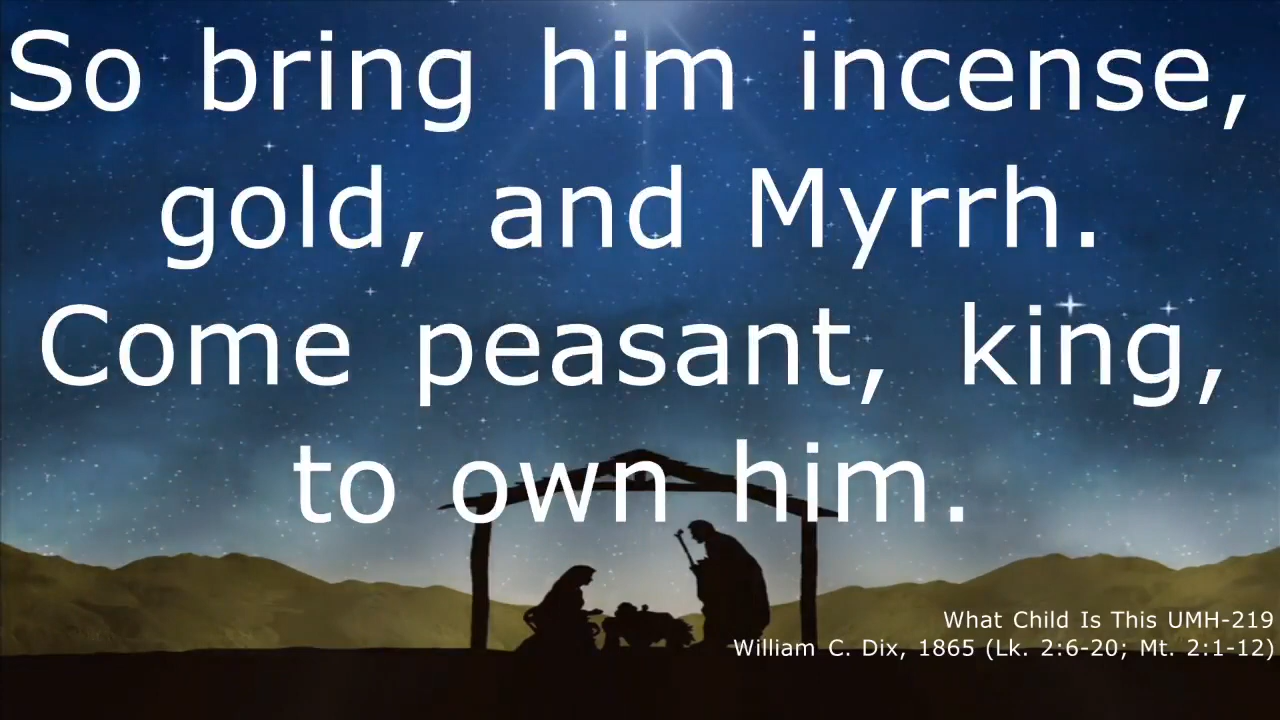 So bring him incense,
gold, and Myrrh.
Come peasant, king,
to own him.
What Child Is This UMH-219
William C. Dix, 1865 (Lk. 2:6-20; Mt. 2:1-12)